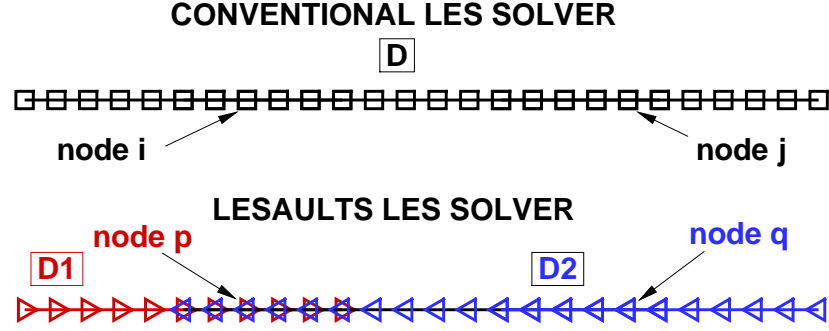 CONVENTIONAL LES SOLVER
D
node i
node j
LESAULTS LES SOLVER
node p
node q
D1
D2